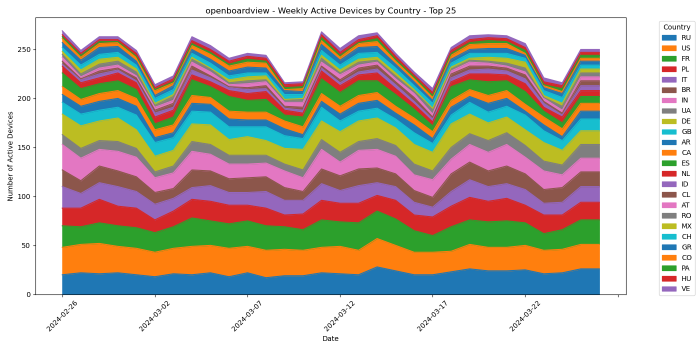 openboardview - Weekly Active Devices by Country - Top 25
Number of Active Devices
250
200
150
100
50
0
2024-02-26
2024-03-02
2024-03-07
2024-03-12
2024-03-17
2024-03-22
Date
Country
RU
US
FR
PL
IT
BR
IN
UA
DE
GB
AR
CA
ES
NL
ID
CL
AT
RO
MX
CH
GR
CO
PA
HU
VE